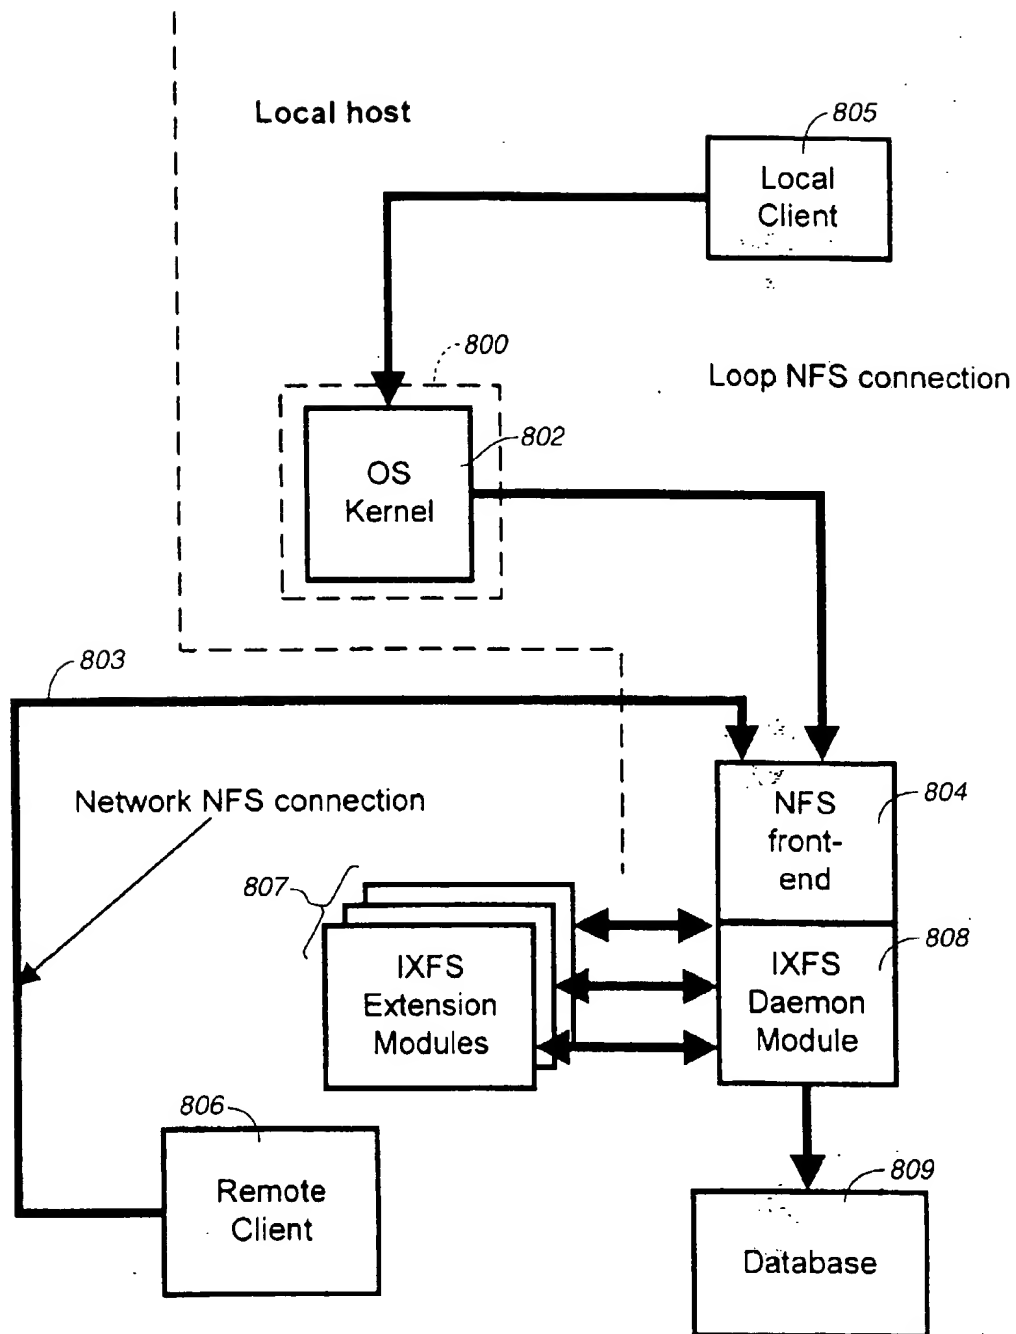 Local host
805
Local
Client
800
Loop NFS connection
802
OS
Kernel
803
Network NFS connection
804
NFS
front-
end
807
808
IXFS
Extension
Modules
IXFS
Daemon
Module
806
Remote
Client
809
Database